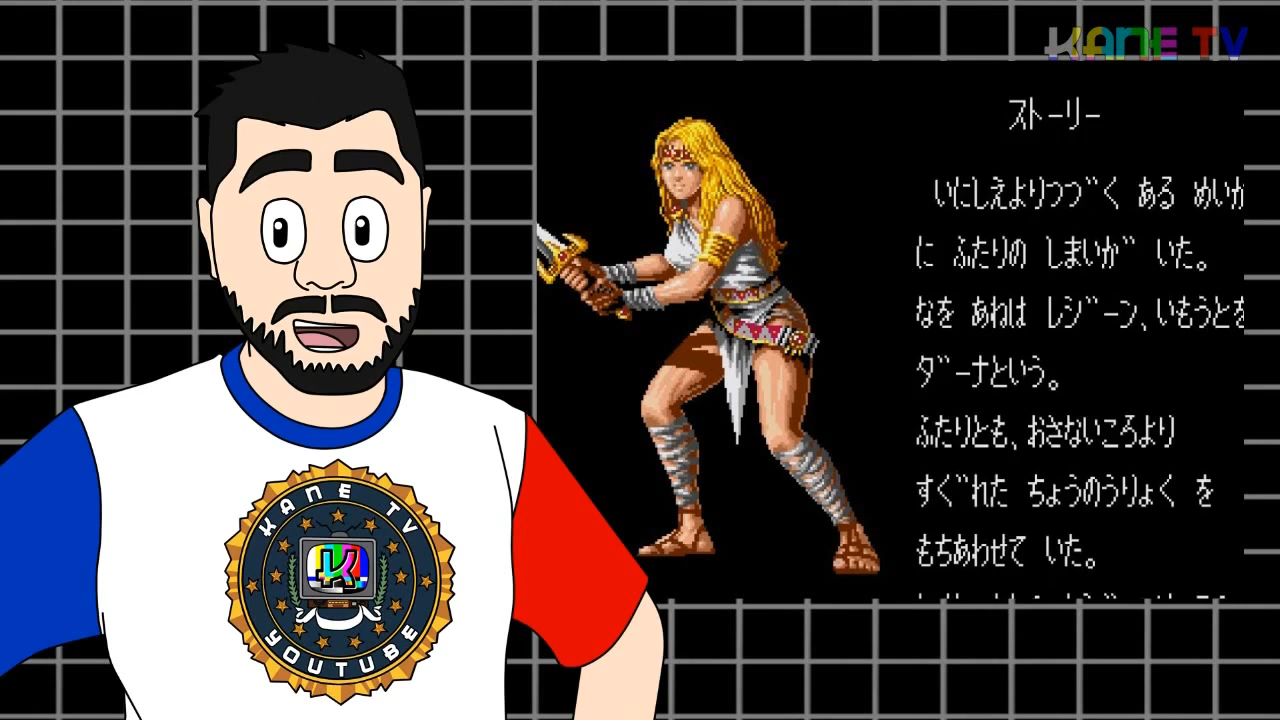 KANE TV
ストーリー
いにしえよりつづく ある めいか
に ふたりの しまいが いた。
なを あねは レジーン、いもうとを
ダーナという。
ふたりとも、おさないころより
すぐれた ちょうのうりょく を
もちあわせて いた。
KANE TV
K
YOUTUBE